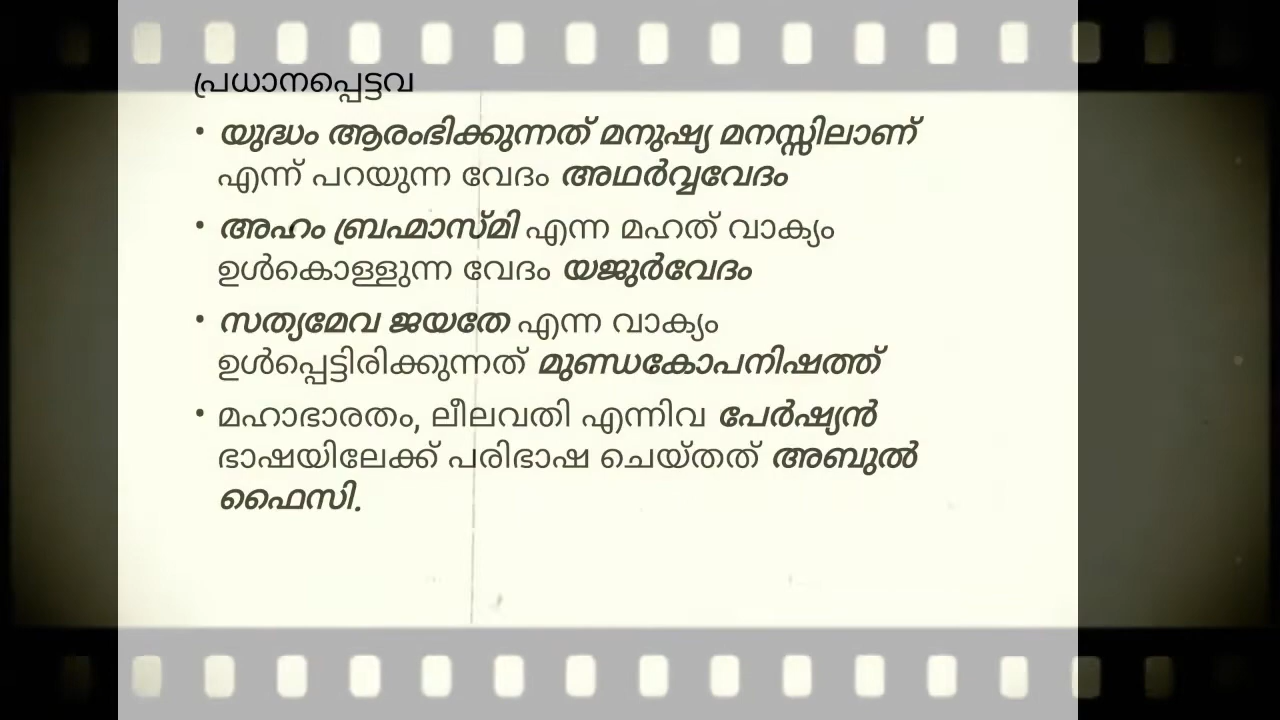 പ്രധാനപ്പെട്ടവ
• യുദ്ധം ആരംഭിക്കുന്നത് മനുഷ്യ മനസ്സിലാണ്
എന്ന് പറയുന്ന വേദം അഥർവ്വവേദം
• അഹം ബ്രഹ്മാസ്മി എന്ന മഹത് വാക്യം
ഉൾകൊള്ളുന്ന വേദം യജുർവേദം
• സത്യമേവ ജയതേ എന്ന വാക്യം
ഉൾപ്പെട്ടിരിക്കുന്നത് മുണ്ഡകോപനിഷത്ത്
• മഹാഭാരതം, ലീലവതി എന്നിവ പേർഷ്യൻ
ഭാഷയിലേക്ക് പരിഭാഷ ചെയ്തത് അബുൽ
ഫൈസി.